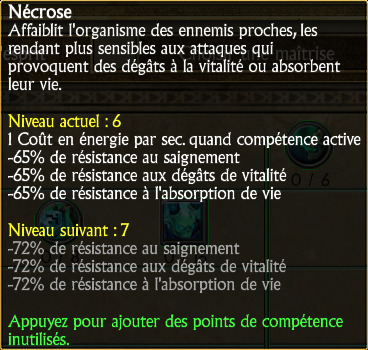 Nécrose
Affaiblit l'organisme des ennemis proches, les
rendant plus sensibles aux attaques qui
provoquent des dégâts à la vitalité ou absorbent
leur vie.
Niveau actuel : 6
1 Coût en énergie par sec. quand compétence active
-65% de résistance au saignement
-65% de résistance aux dégâts de vitalité
-65% de résistance à l'absorption de vie
Niveau suivant : 7
-72% de résistance au saignement
-72% de résistance aux dégâts de vitalité
-72% de résistance à l'absorption de vie
Appuyez pour ajouter des points de compétence
inutilisés.